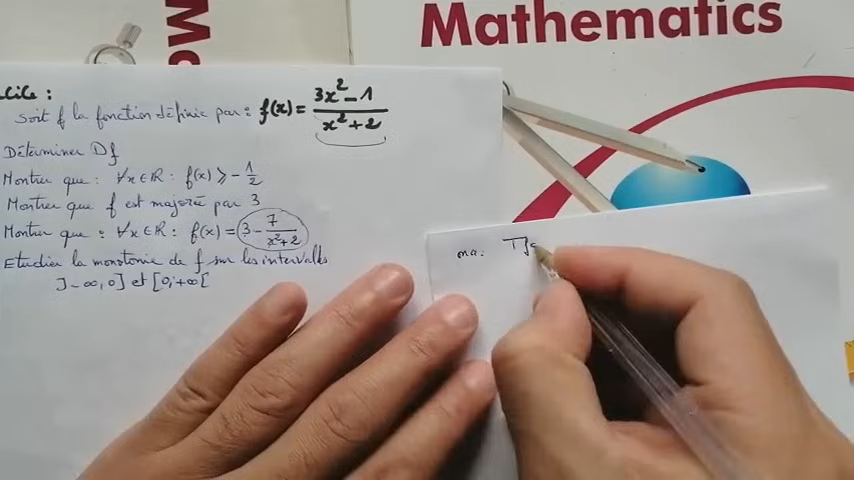 Mathematics
cice :
soit f la fonction définie par : f(x) = (3x² - 1)/(x² + 2)
Déterminer Df
Montrer que : ∀x∈ℝ : f(x) ≥ -1/2
Montrer que f est majorée par 3
Montrer que : ∀x∈ℝ : f(x) = 3 - 7/(x²+2)
Etudier la monotonie de f sur les intervalles
]-∞,0] et [0,+∞[
ona: